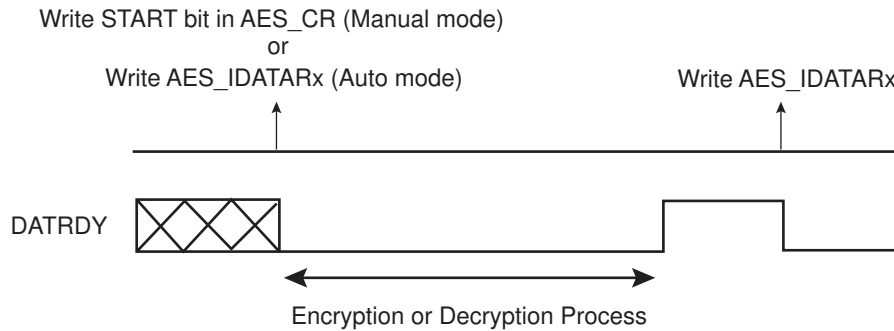 Write START bit in AES_CR (Manual mode)
or
Write AES_IDATARx (Auto mode)
Write AES_IDATARx
DATRDY
Encryption or Decryption Process